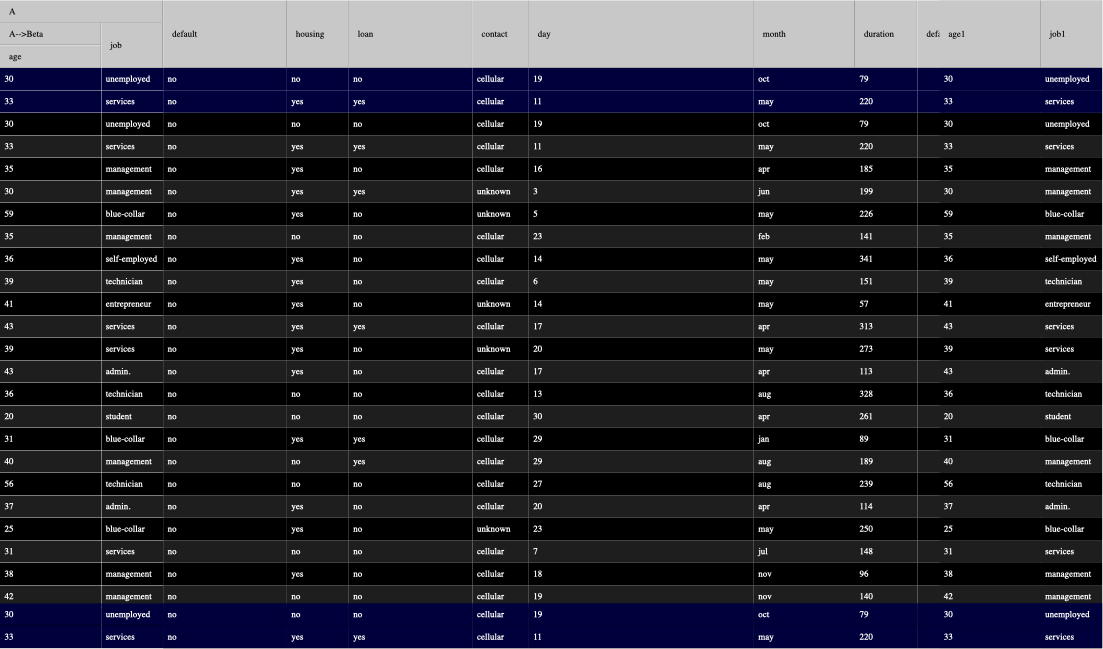 A
A-->Beta
age job default housing loan contact day month duration defa age1 job1
30 unemployed no no no cellular 19 oct 79 30 unemployed
33 services no yes yes cellular 11 may 220 33 services
30 unemployed no no no cellular 19 oct 79 30 unemployed
33 services no yes yes cellular 11 may 220 33 services
35 management no yes no cellular 16 apr 185 35 management
30 management no yes yes unknown 3 jun 199 30 management
59 blue-collar no yes no unknown 5 may 226 59 blue-collar
35 management no no no cellular 23 feb 141 35 management
36 self-employed no yes no cellular 14 may 341 36 self-employed
39 technician no yes no cellular 6 may 151 39 technician
41 entrepreneur no yes no unknown 14 may 57 41 entrepreneur
43 services no yes yes cellular 17 apr 313 43 services
39 services no yes no unknown 20 may 273 39 services
43 admin. no yes no cellular 17 apr 113 43 admin.
36 technician no no no cellular 13 aug 328 36 technician
20 student no no no cellular 30 apr 261 20 student
31 blue-collar no yes yes cellular 29 jan 89 31 blue-collar
40 management no no yes cellular 29 aug 189 40 management
56 technician no no no cellular 27 aug 239 56 technician
37 admin. no yes no cellular 20 apr 114 37 admin.
25 blue-collar no yes no unknown 23 may 250 25 blue-collar
31 services no no no cellular 7 jul 148 31 services
38 management no yes no cellular 18 nov 96 38 management
42 management no no no cellular 19 nov 140 42 management
30 unemployed no no no cellular 19 oct 79 30 unemployed
33 services no yes yes cellular 11 may 220 33 services